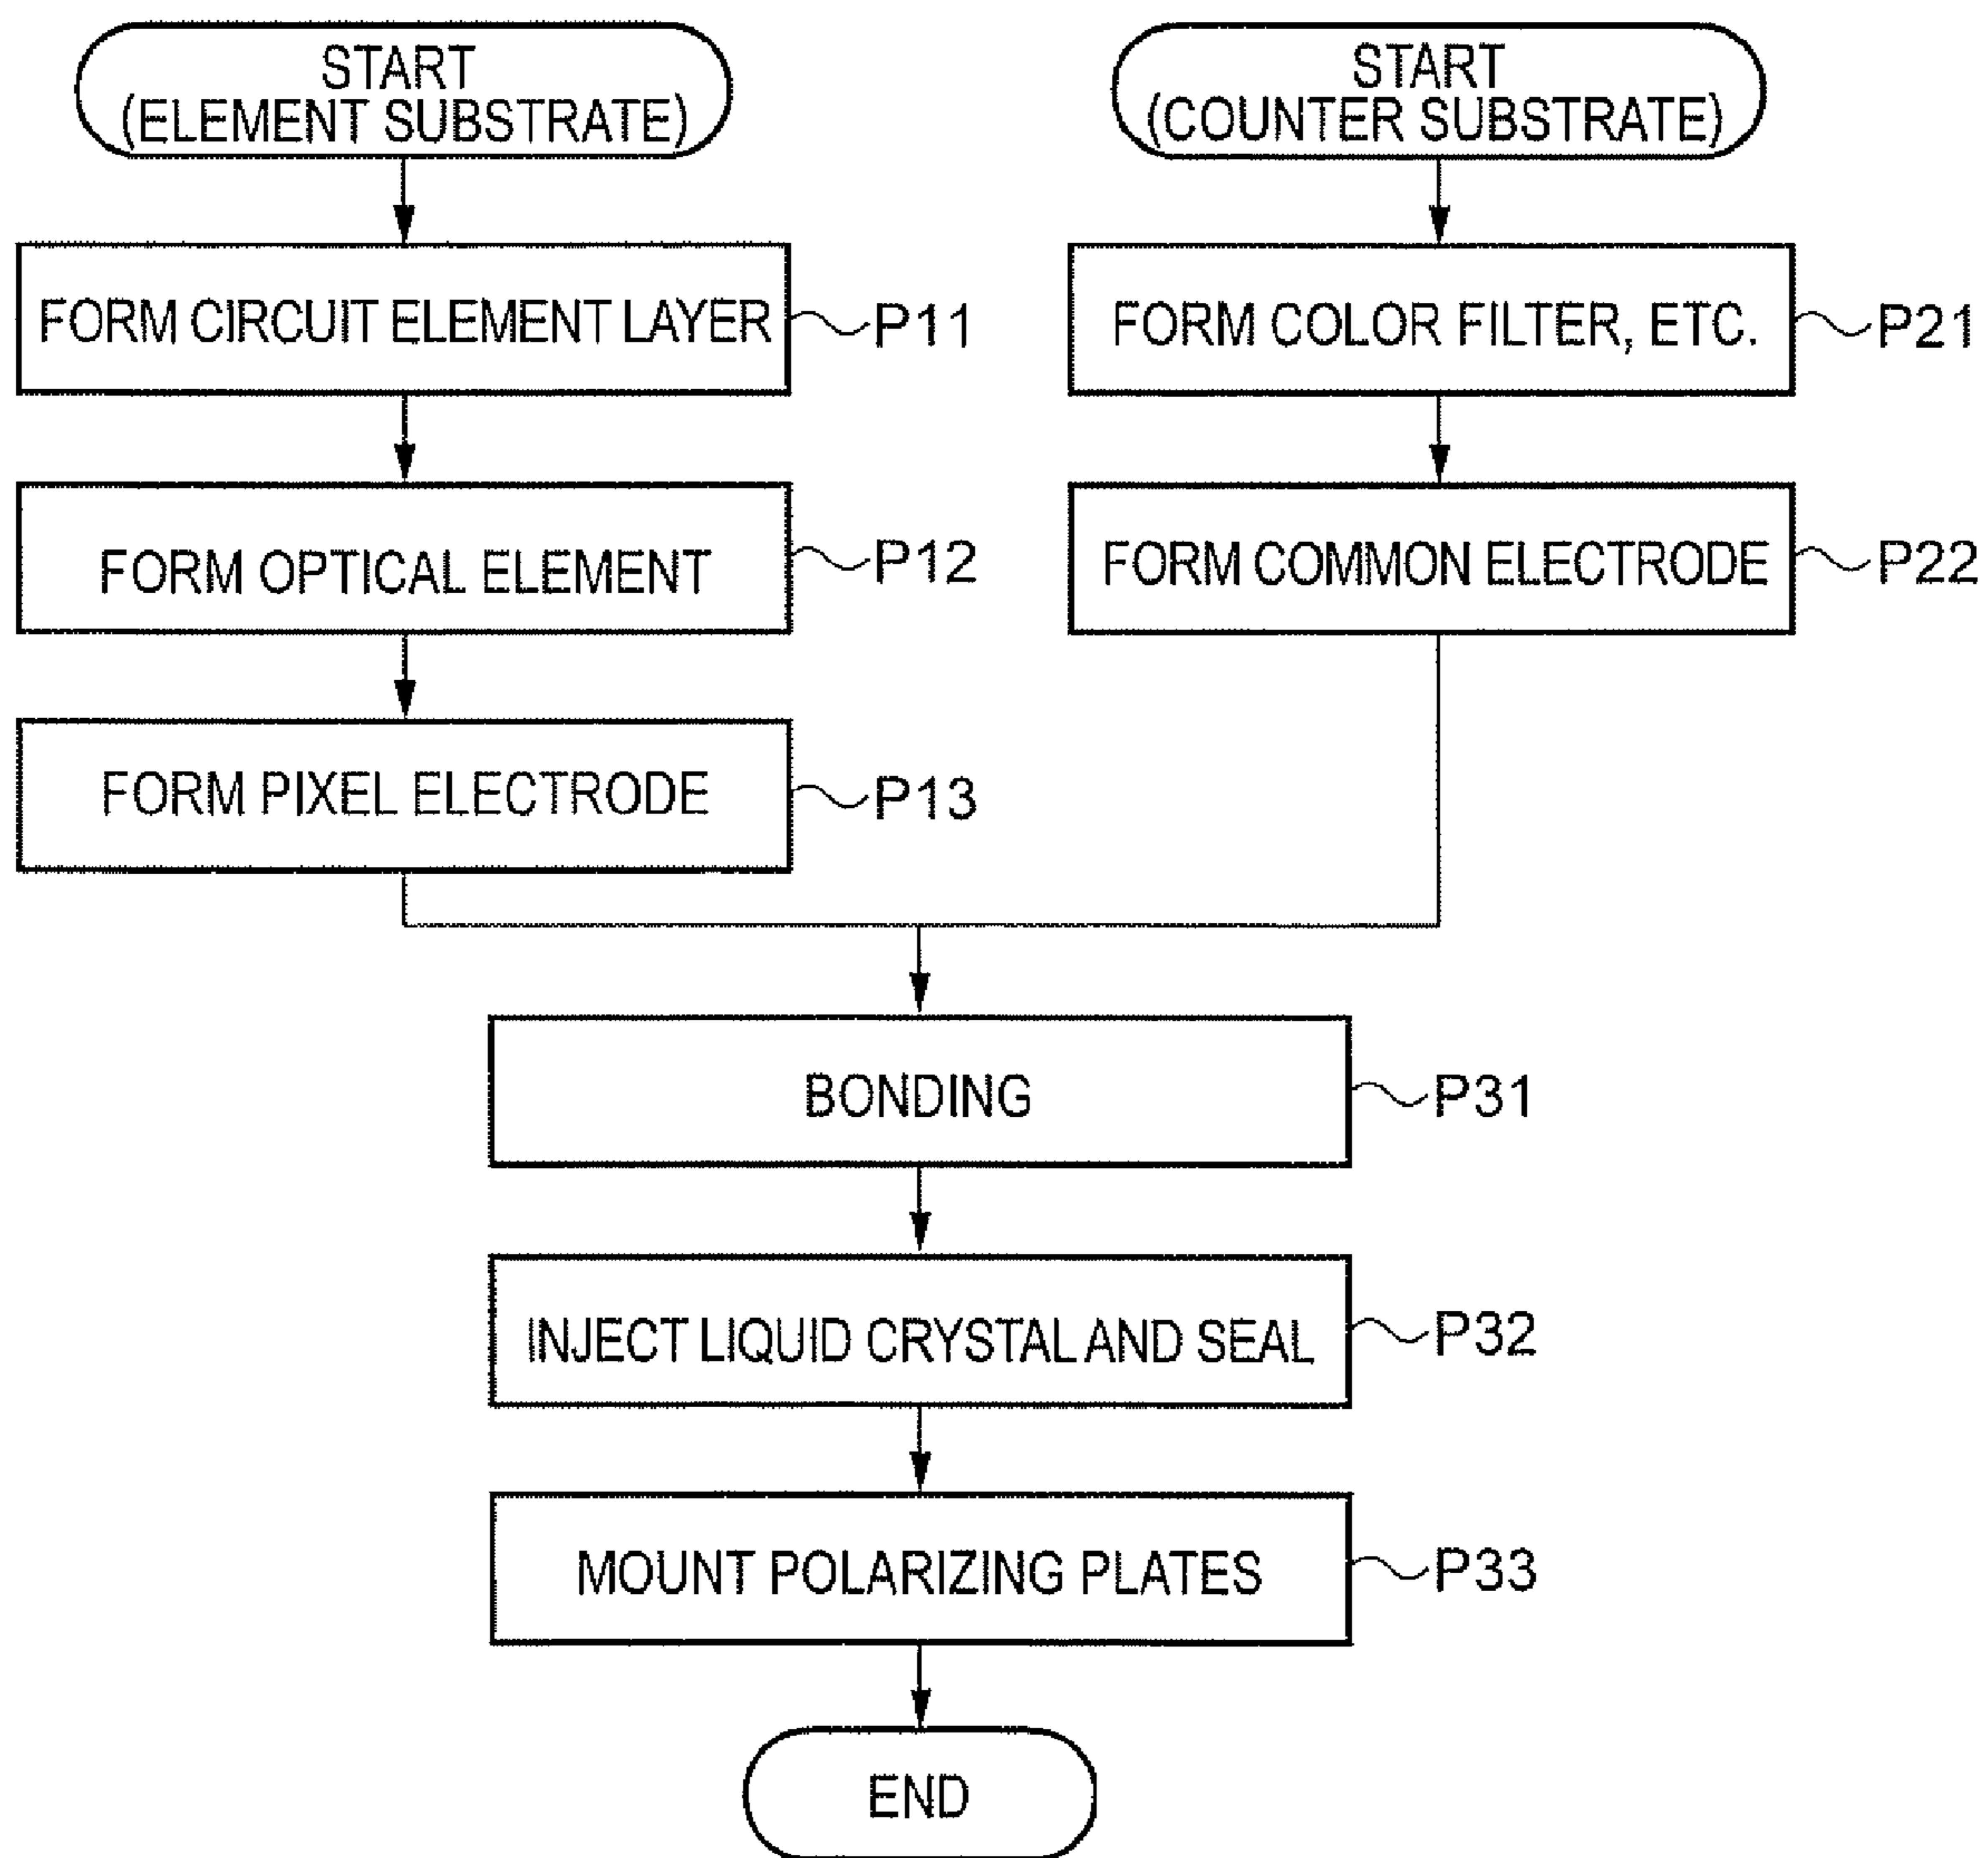 START
(ELEMENT SUBSTRATE)
FORM CIRCUIT ELEMENT LAYER
P11
FORM OPTICAL ELEMENT
P12
FORM PIXEL ELECTRODE
P13
START
(COUNTER SUBSTRATE)
FORM COLOR FILTER, ETC.
P21
FORM COMMON ELECTRODE
P22
BONDING
P31
INJECT LIQUID CRYSTAL AND SEAL
P32
MOUNT POLARIZING PLATES
P33
END